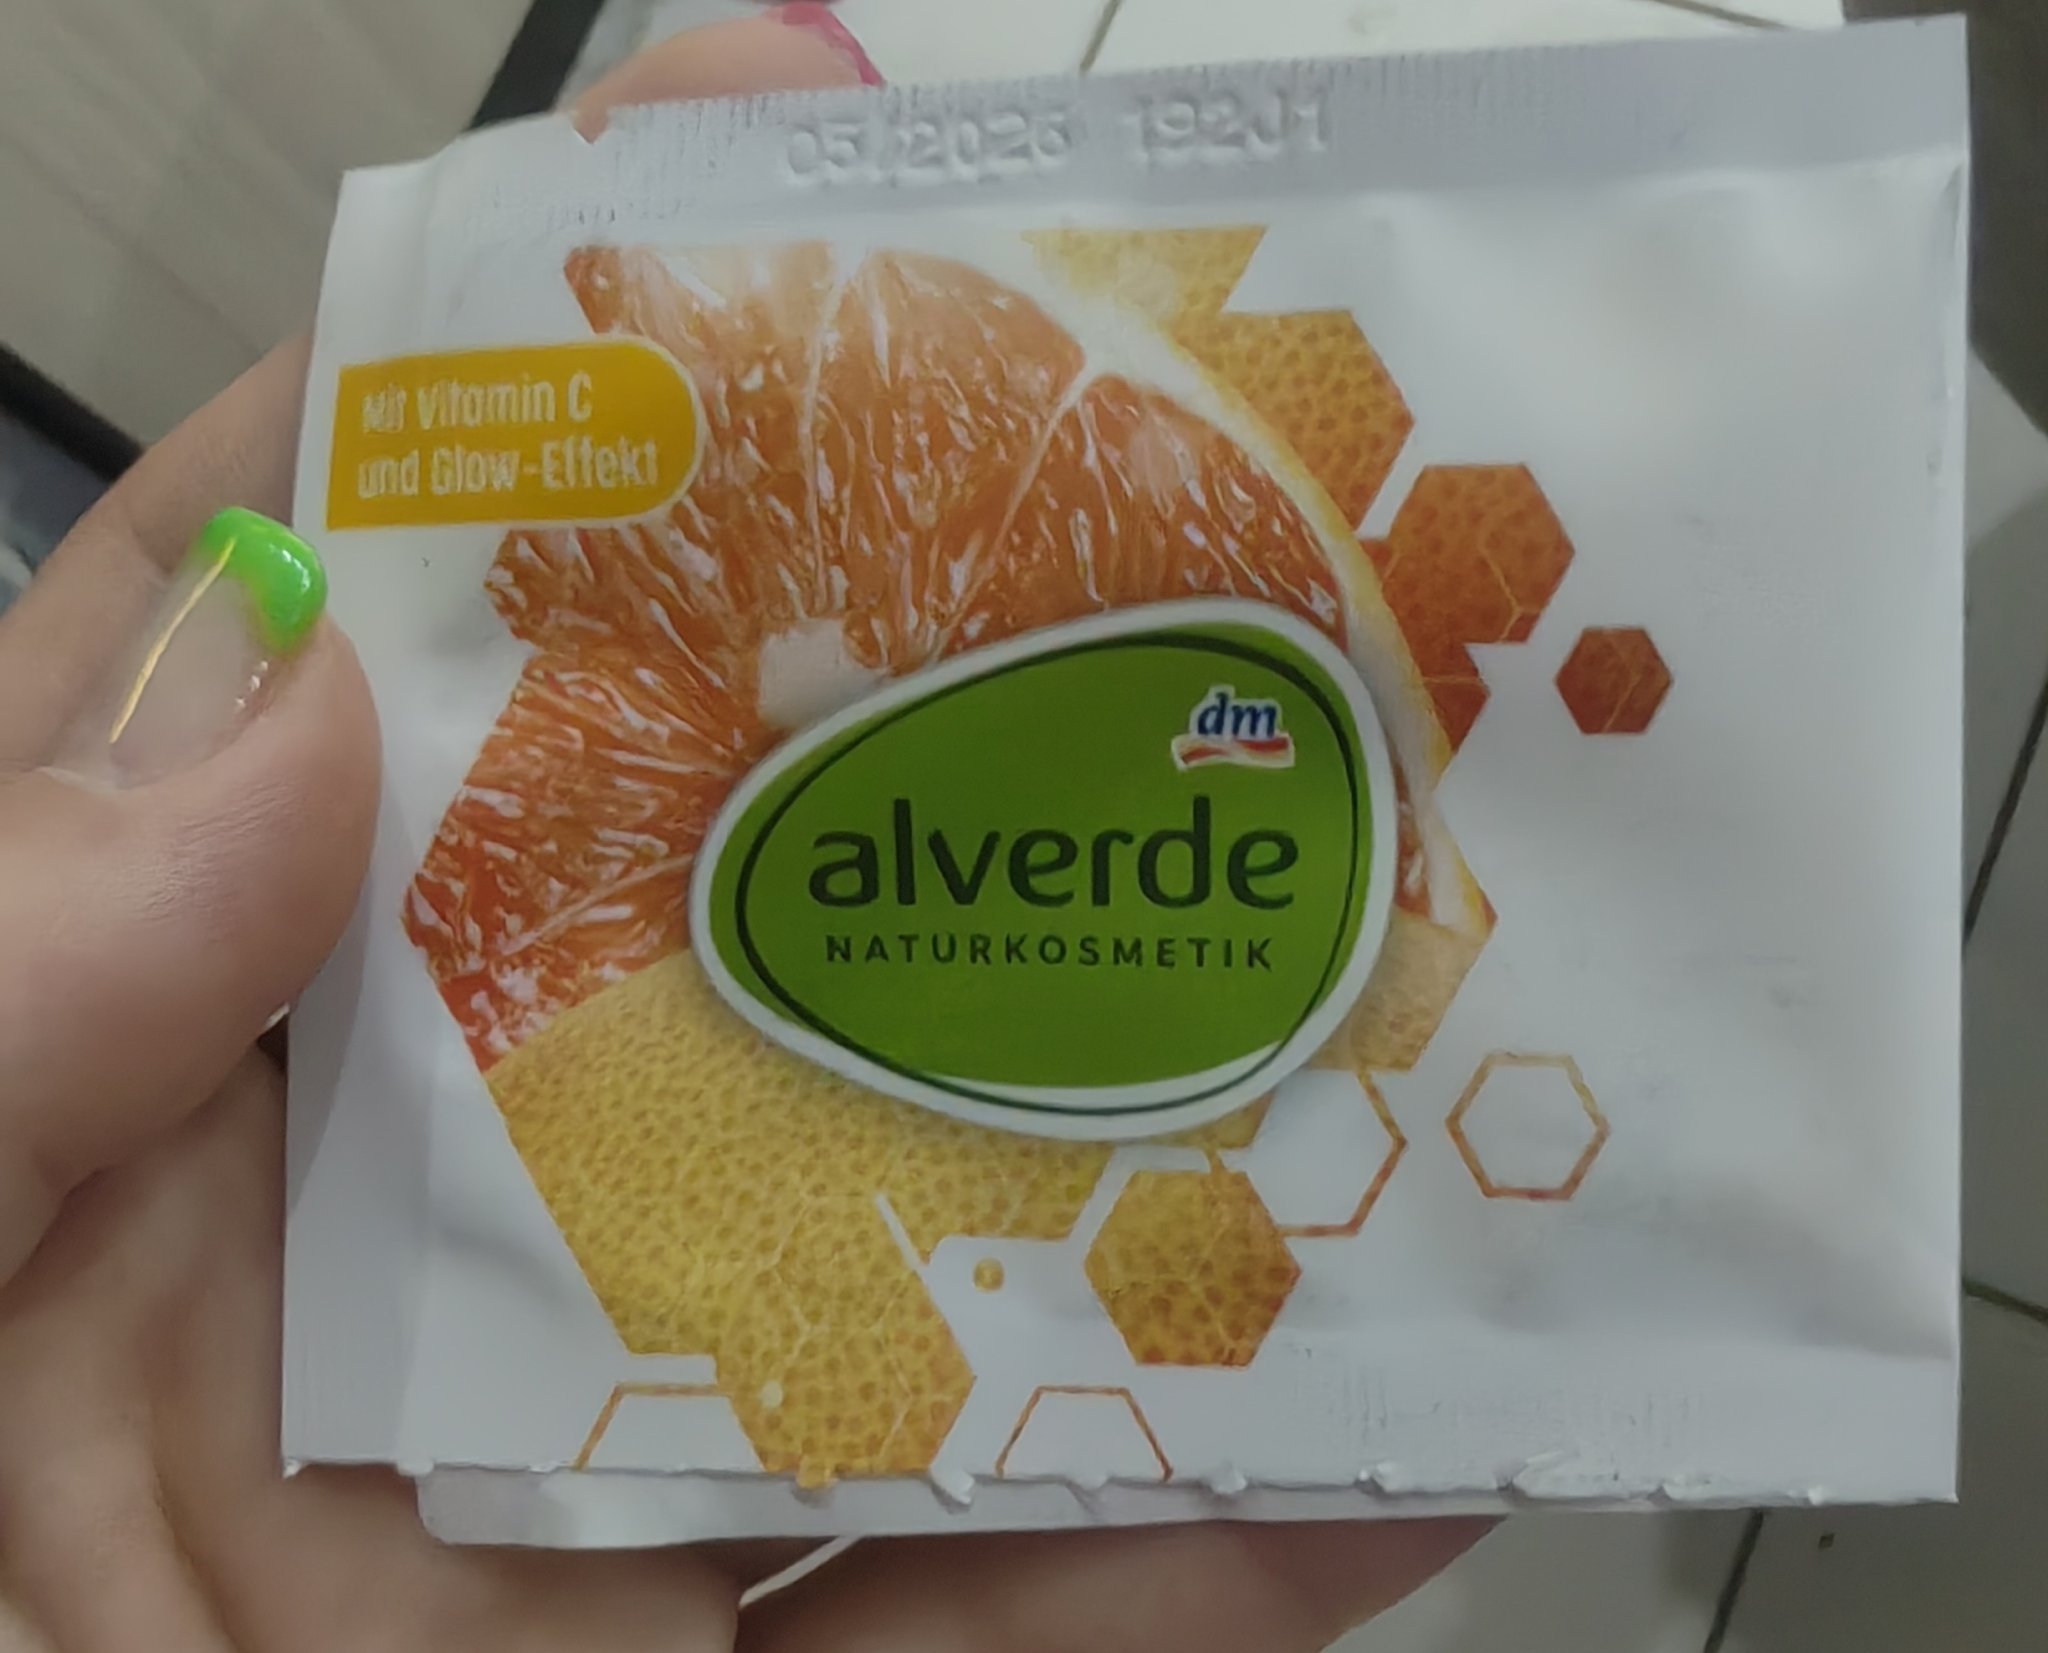 05/2026 192J1
Mit Vitamin C
und Glow-Effekt
dm
alverde
NATURKOSMETIK